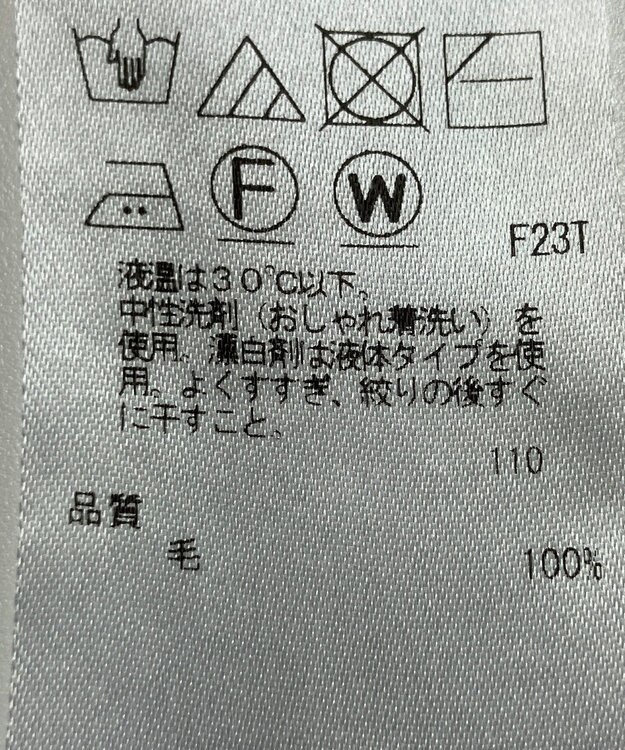 F
W
F23T
液温は30℃以下。
中性洗剤（おしゃれ着洗い）を
使用。漂白剤は液体タイプを使
用。よくすすぎ、絞りの後すぐ
に干すこと。
110
品質
毛 100%